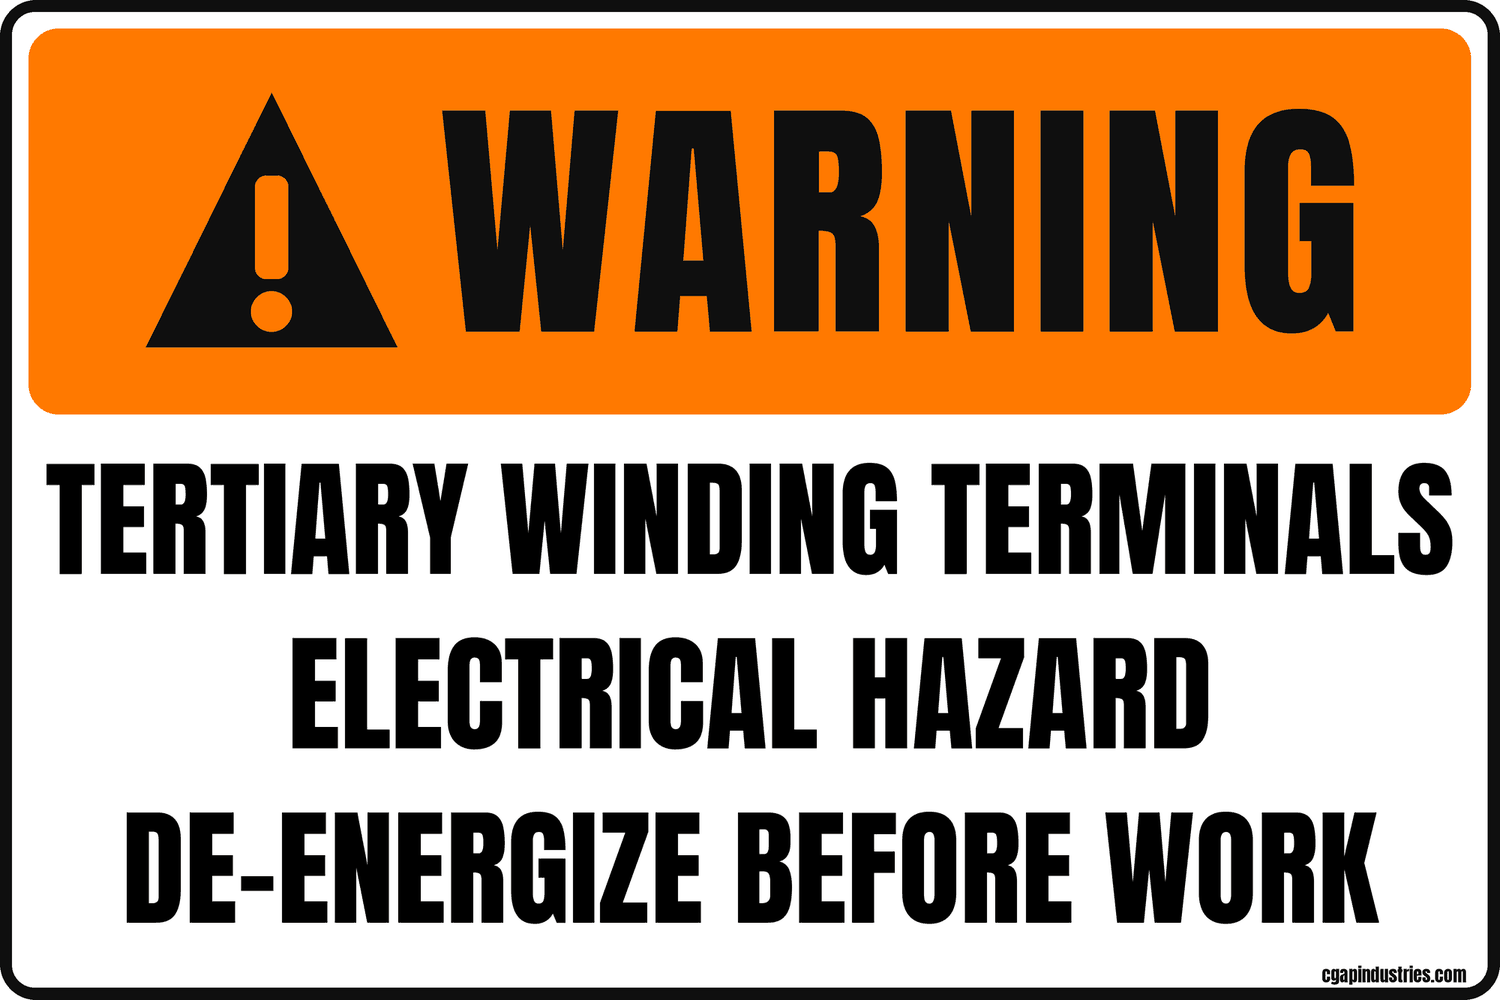 WARNING
TERTIARY WINDING TERMINALS
ELECTRICAL HAZARD
DE-ENERGIZE BEFORE WORK
cgapindustries.com